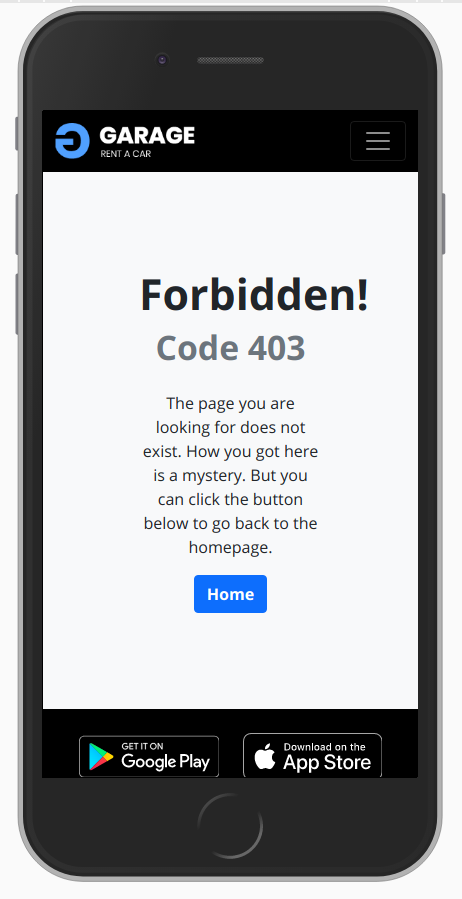 GARAGE
RENT A CAR
Forbidden!
Code 403
The page you are
looking for does not
exist. How you got here
is a mystery. But you
can click the button
below to go back to the
homepage.
Home
GET IT ON
Google Play
Download on the
App Store